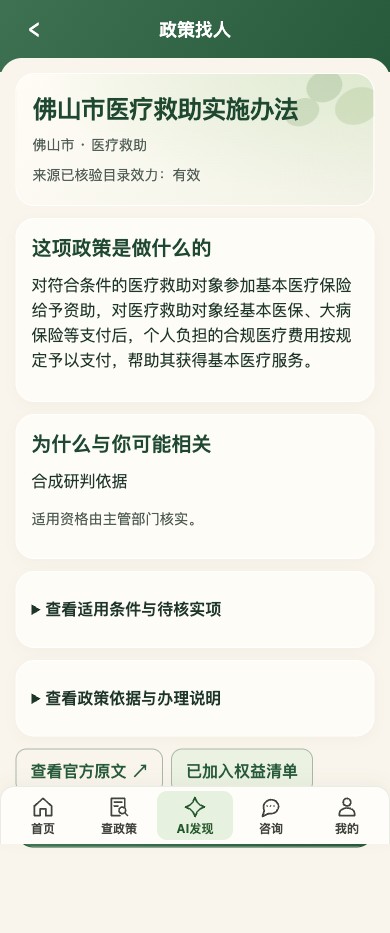 政策找人
佛山市医疗救助实施办法
佛山市 · 医疗救助
来源已核验目录效力：有效
这项政策是做什么的
对符合条件的医疗救助对象参加基本医疗保险
给予资助，对医疗救助对象经基本医保、大病
保险等支付后，个人负担的合规医疗费用按规
定予以支付，帮助其获得基本医疗服务。
为什么与你可能相关
合成研判依据
适用资格由主管部门核实。
▶ 查看适用条件与待核实项
▶ 查看政策依据与办理说明
查看官方原文 ↗
已加入权益清单
首页
查政策
AI发现
咨询
我的